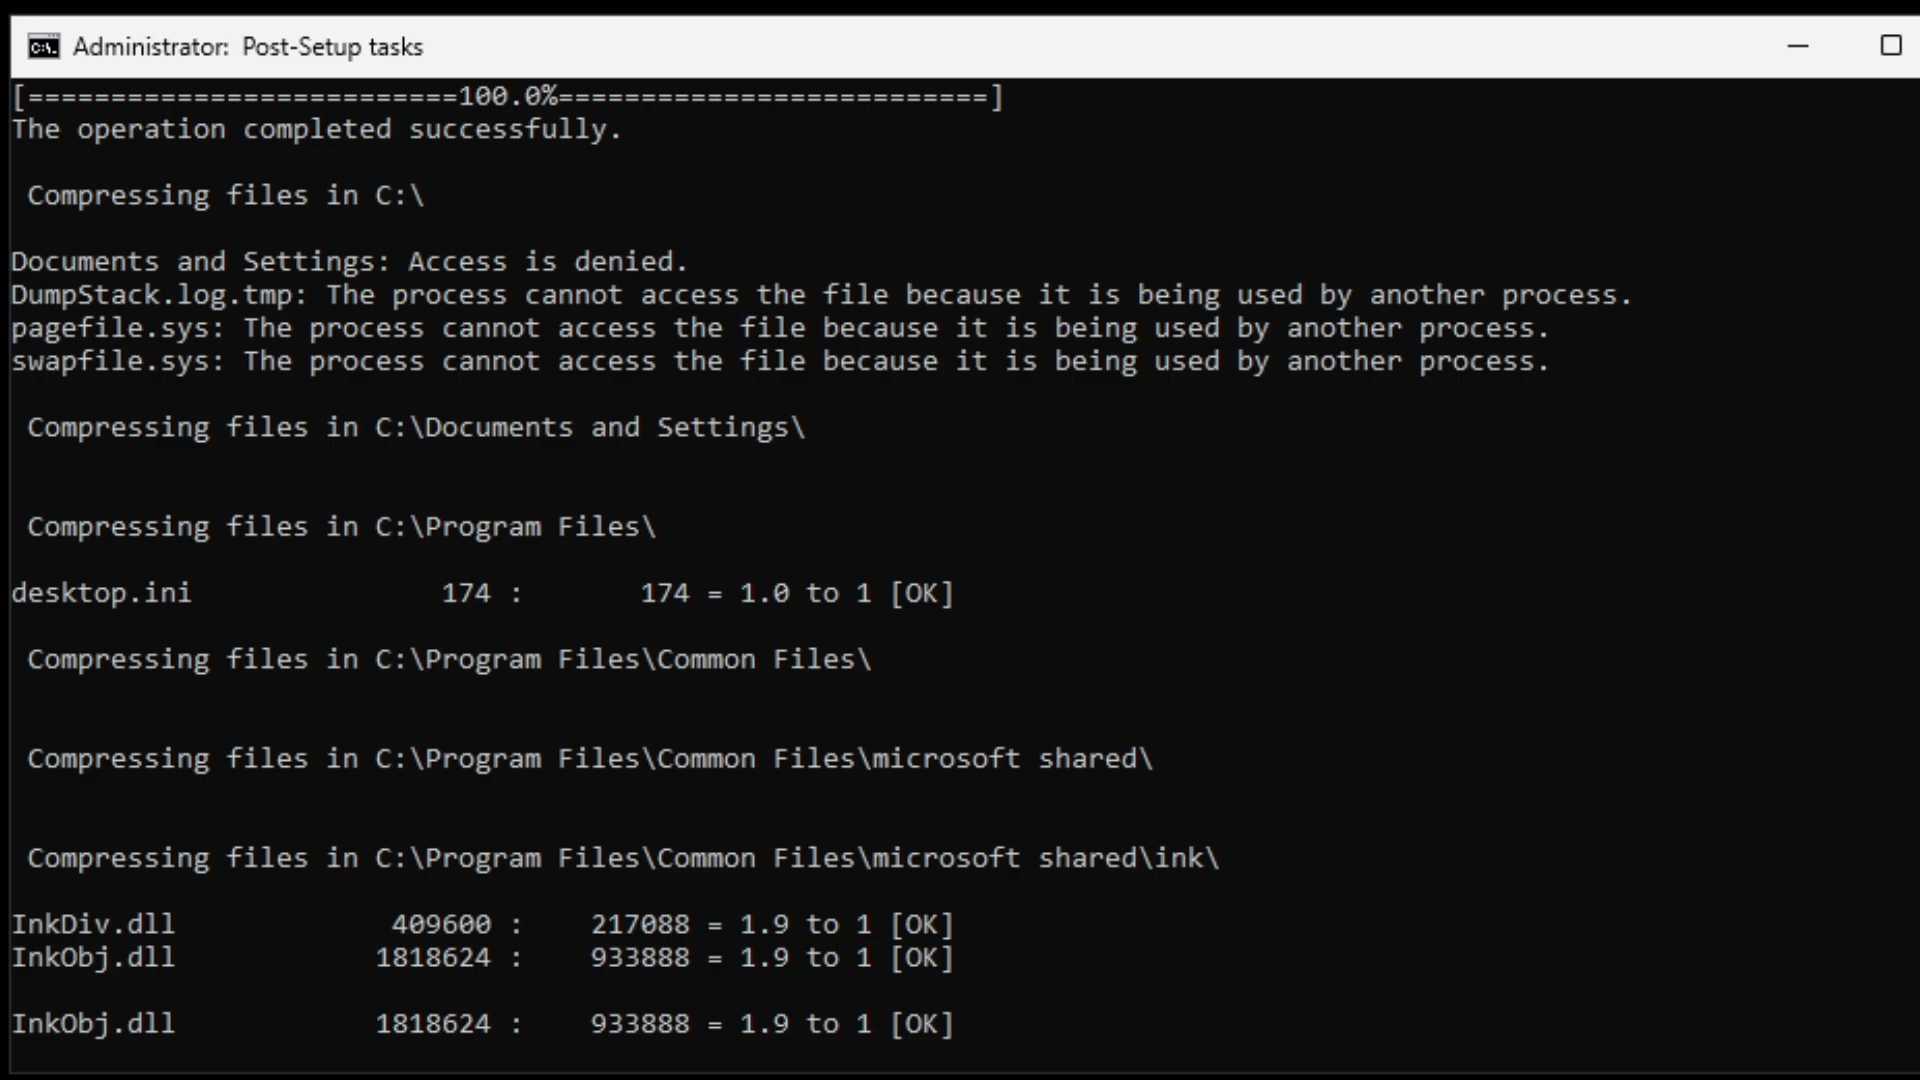 Administrator:  Post-Setup tasks
[==========================100.0%==========================]
The operation completed successfully.
Compressing files in C:\
Documents and Settings: Access is denied.
DumpStack.log.tmp: The process cannot access the file because it is being used by another process.
pagefile.sys: The process cannot access the file because it is being used by another process.
swapfile.sys: The process cannot access the file because it is being used by another process.
Compressing files in C:\Documents and Settings\
Compressing files in C:\Program Files\
desktop.ini               174 :       174 = 1.0 to 1 [OK]
Compressing files in C:\Program Files\Common Files\
Compressing files in C:\Program Files\Common Files\microsoft shared\
Compressing files in C:\Program Files\Common Files\microsoft shared\ink\
InkDiv.dll             409600 :    217088 = 1.9 to 1 [OK]
InkObj.dll            1818624 :    933888 = 1.9 to 1 [OK]
InkObj.dll            1818624 :    933888 = 1.9 to 1 [OK]